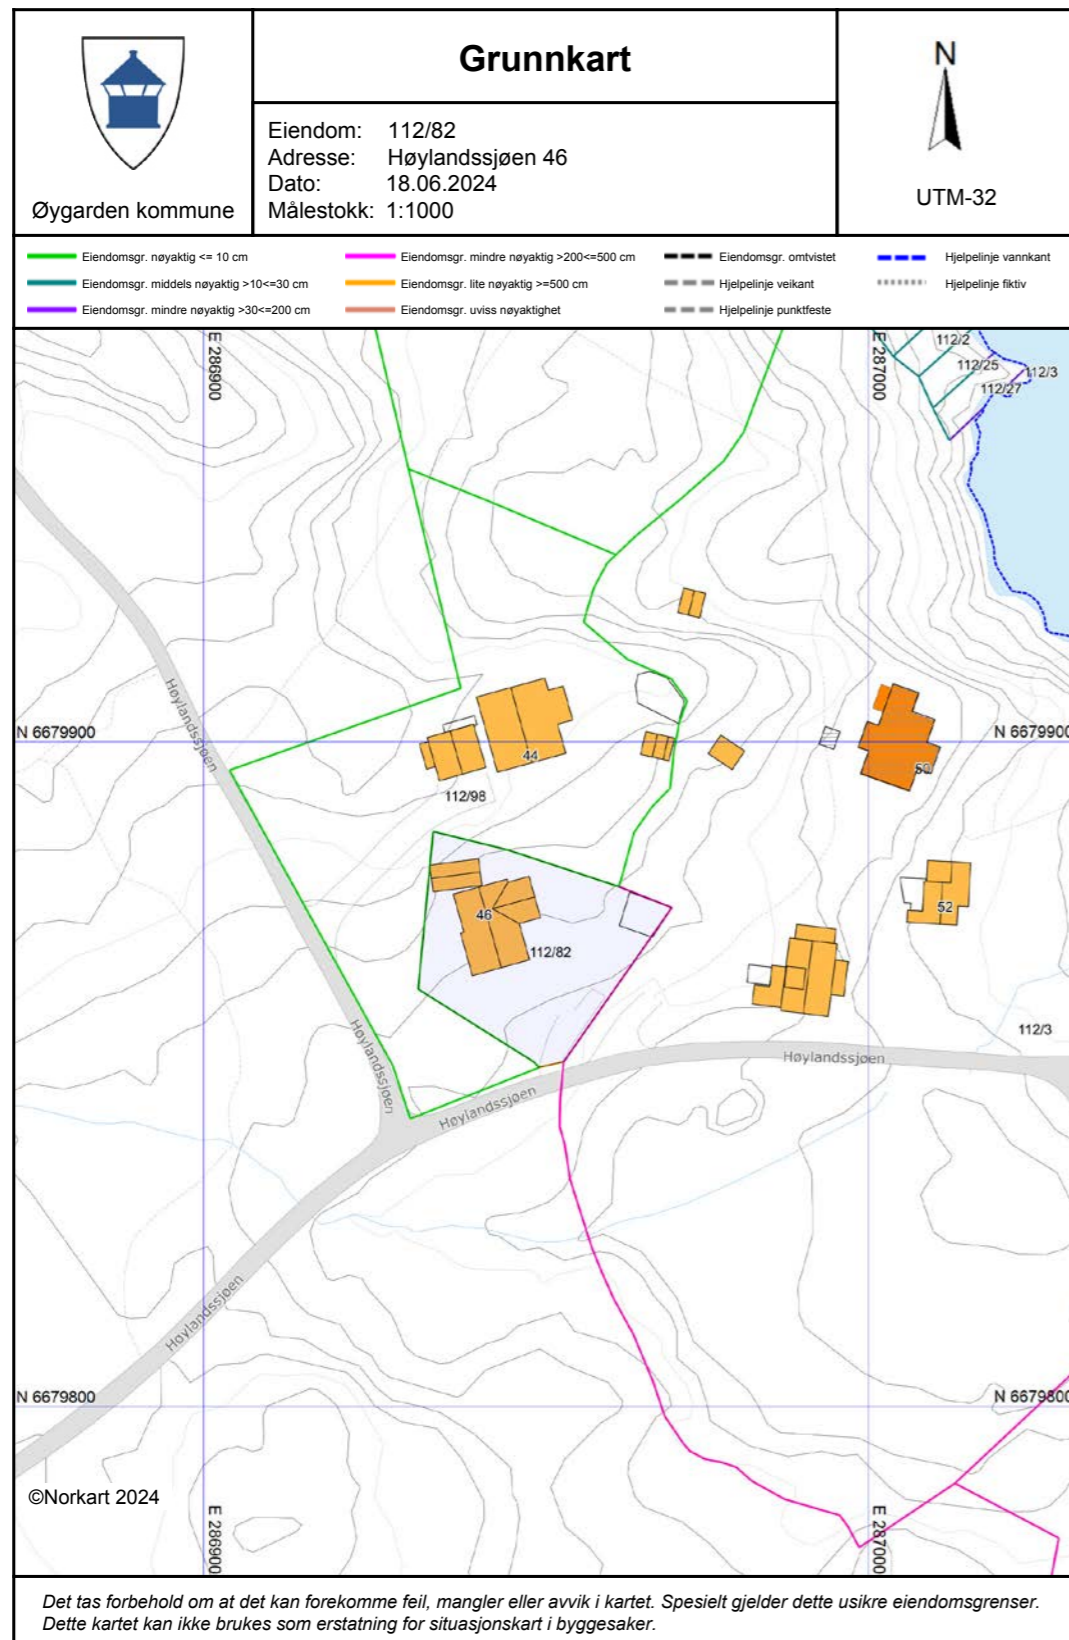 Grunnkart
Øygarden kommune
Eiendom: 112/82
Adresse: Høylandssjøen 46
Dato: 18.06.2024
Målestokk: 1:1000
N
UTM-32
Eiendomsgr. nøyaktig <= 10 cm
Eiendomsgr. middels nøyaktig >10<=30 cm
Eiendomsgr. mindre nøyaktig >30<=200 cm
Eiendomsgr. mindre nøyaktig >200<=500 cm
Eiendomsgr. lite nøyaktig >=500 cm
Eiendomsgr. uviss nøyaktighet
Eiendomsgr. omtvistet
Hjelpelinje veikant
Hjelpelinje punktfeste
Hjelpelinje vannkant
Hjelpelinje fiktiv
E 286900
E 287000
112/2
112/25
112/3
112/27
Høylandssjøen
N 6679900
N 6679900
44
50
112/98
46
52
112/82
112/3
Høylandssjøen
Høylandssjøen
Høylandssjøen
Høylandssjøen
N 6679800
N 6679800
©Norkart 2024
E 286900
E 287000
Det tas forbehold om at det kan forekomme feil, mangler eller avvik i kartet. Spesielt gjelder dette usikre eiendomsgrenser.
Dette kartet kan ikke brukes som erstatning for situasjonskart i byggesaker.